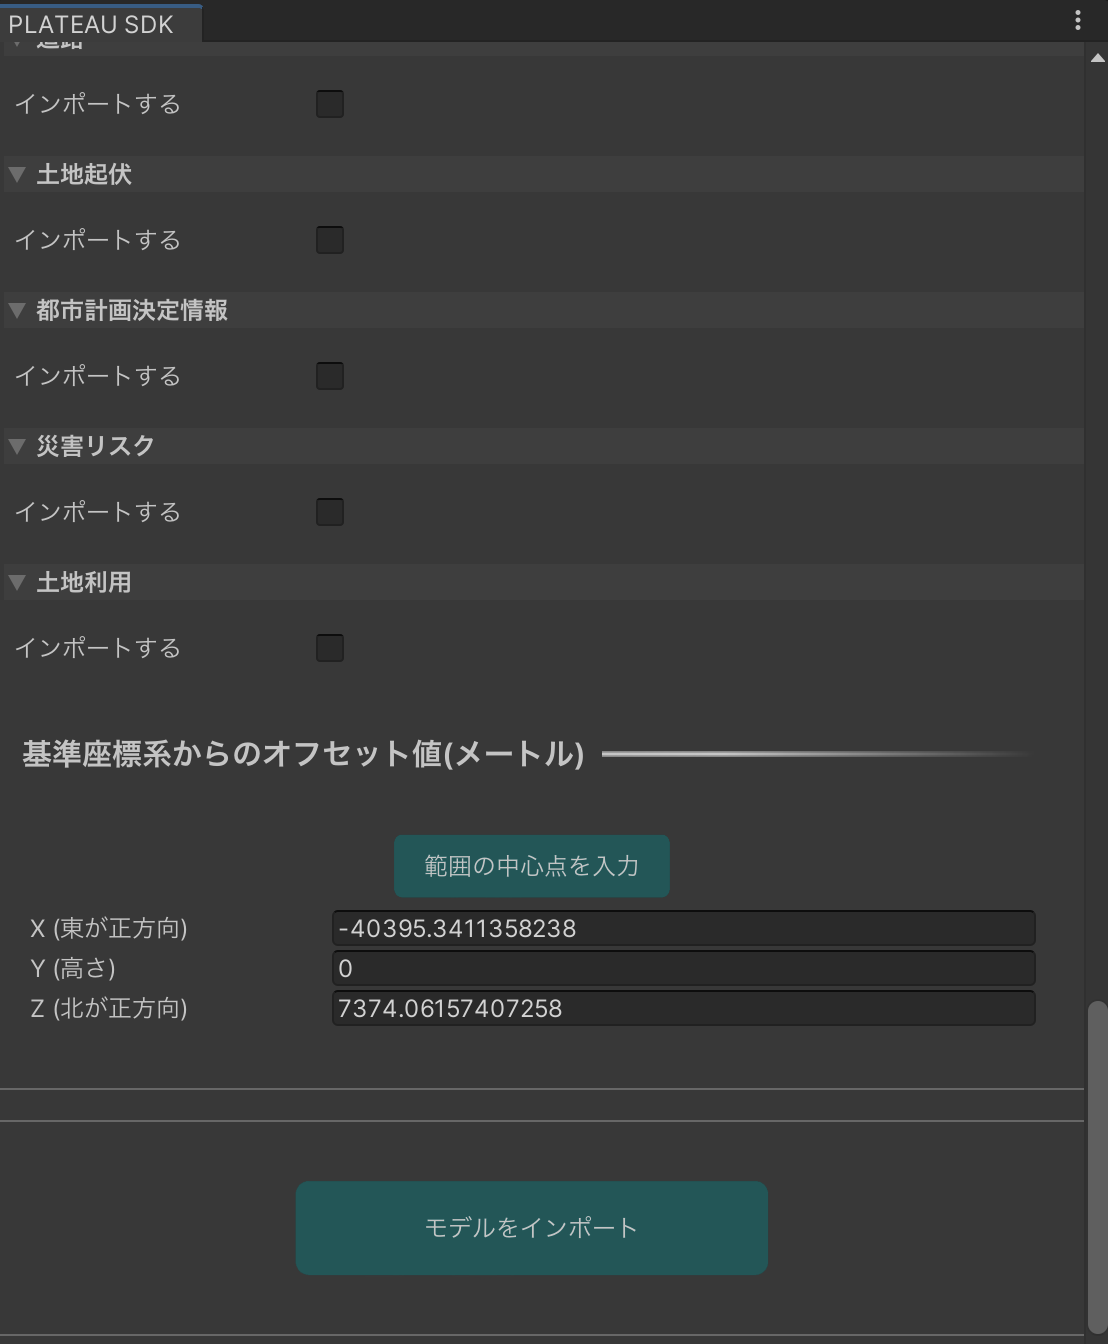 PLATEAU SDK
道路
インポートする
土地起伏
インポートする
都市計画決定情報
インポートする
災害リスク
インポートする
土地利用
インポートする
基準座標系からのオフセット値(メートル)
範囲の中心点を入力
X (東が正方向)
-40395.3411358238
Y (高さ)
0
Z (北が正方向)
7374.06157407258
モデルをインポート